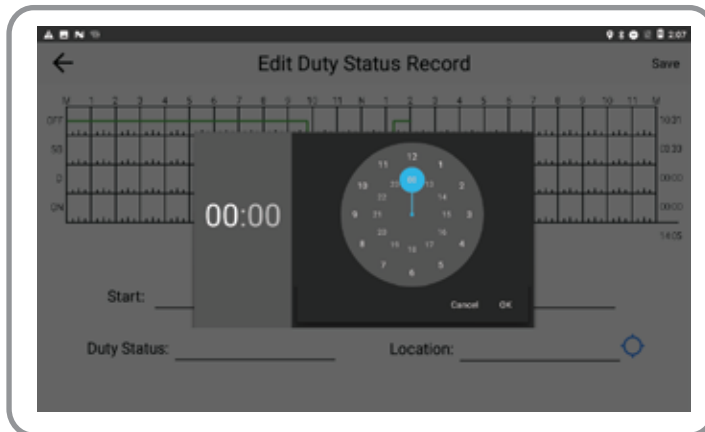 2:07
Edit Duty Status Record
Save
M 1 2 3 4 5 6 7 8 9 10 11 N 1 2 3 4 5 6 7 8 9 10 11 M
OFF
SB
D
ON
00:00
12
11 1
00
23 13
10 2
22 14
9 21 15 3
20 16
8 4
19 18 17
7 5
6
Cancel OK
00:00
00:00
14:05
Start:
Duty Status:
Location: